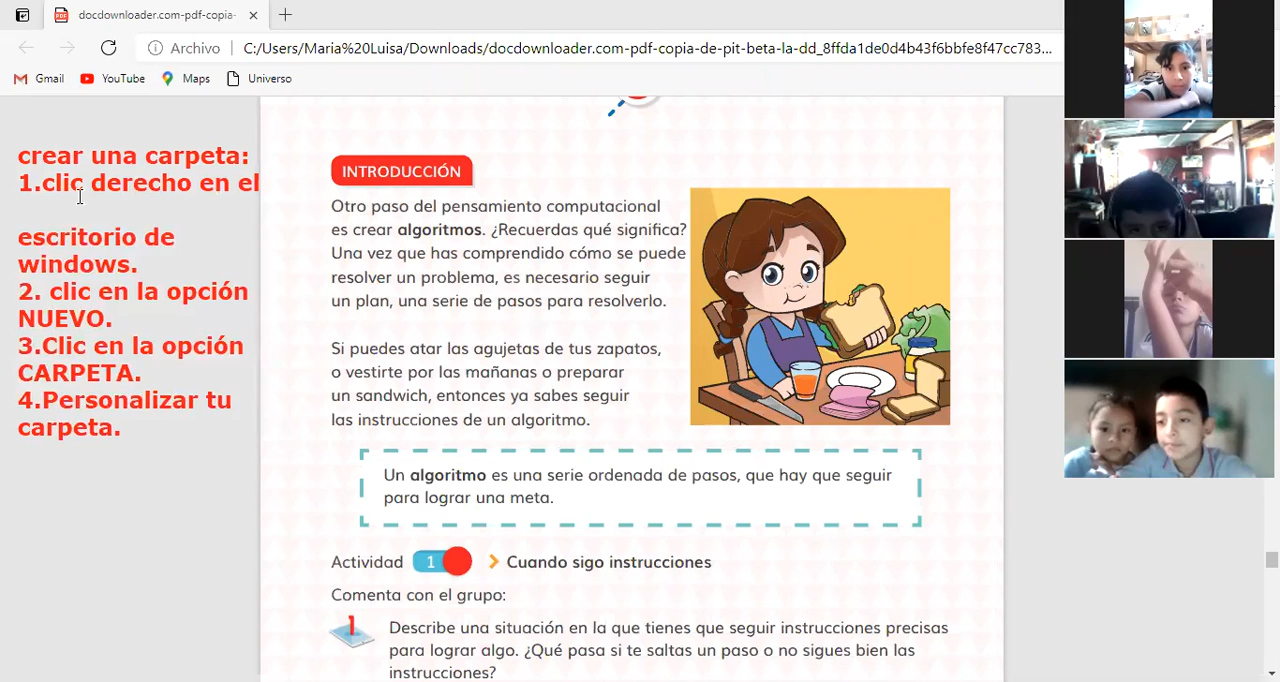 docdownloader.com-pdf-copia-
Archivo
C:/Users/Maria%20Luisa/Downloads/docdownloader.com-pdf-copia-de-pit-beta-la-dd_8ffda1de0d4b43f6bbfe8f47cc783...
Gmail YouTube Maps Universo
crear una carpeta:
1.clic derecho en el
escritorio de
windows.
2. clic en la opción
NUEVO.
3.Clic en la opción
CARPETA.
4.Personalizar tu
carpeta.
INTRODUCCIÓN
Otro paso del pensamiento computacional
es crear algoritmos. ¿Recuerdas qué significa?
Una vez que has comprendido cómo se puede
resolver un problema, es necesario seguir
un plan, una serie de pasos para resolverlo.
Si puedes atar las agujetas de tus zapatos,
o vestirte por las mañanas o preparar
un sandwich, entonces ya sabes seguir
las instrucciones de un algoritmo.
Un algoritmo es una serie ordenada de pasos, que hay que seguir
para lograr una meta.
Actividad 1 Cuando sigo instrucciones
Comenta con el grupo:
1 Describe una situación en la que tienes que seguir instrucciones precisas
para lograr algo. ¿Qué pasa si te saltas un paso o no sigues bien las
instrucciones?